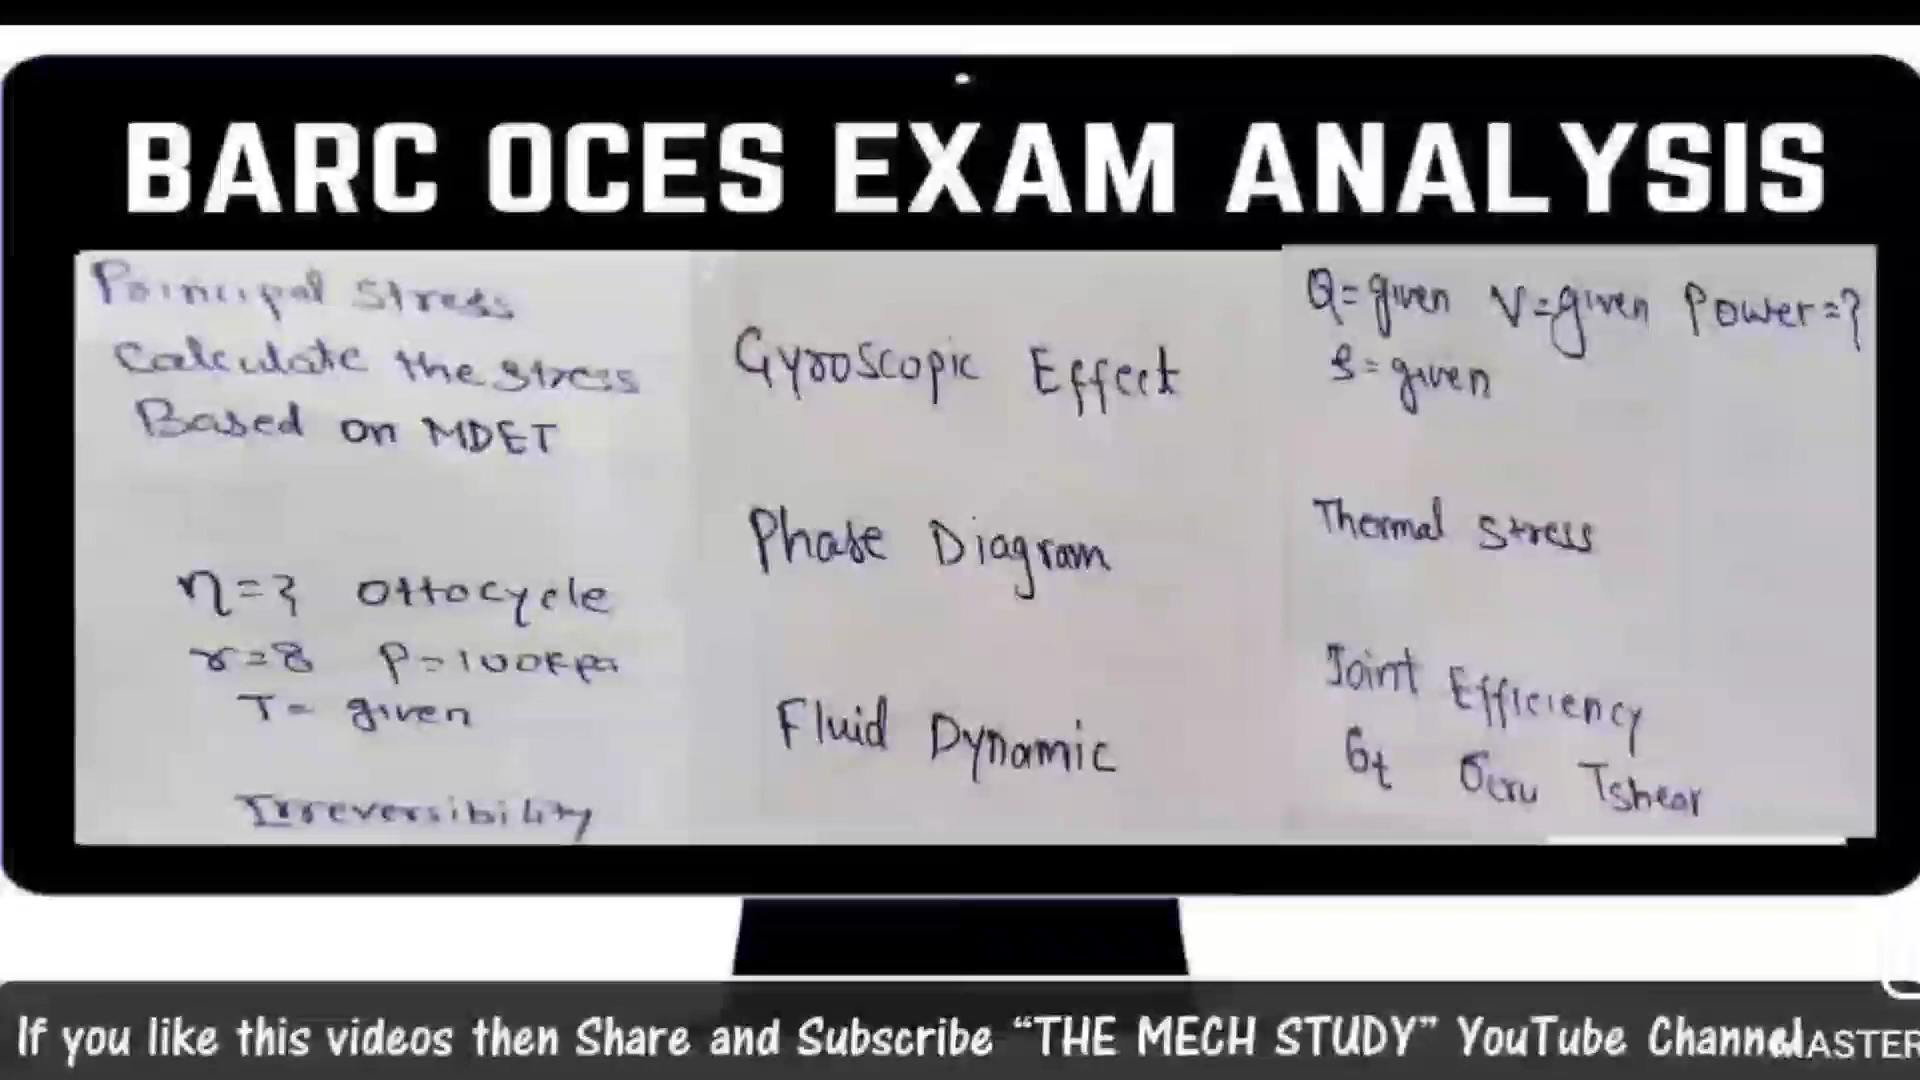 BARC OCES EXAM ANALYSIS
Principal Stress
Calculate the Stress
Based on MDET
η=? Ottocycle
r=8 P=100kpa
T= given
Irreversibility
Gyroscopic Effect
Phase Diagram
Fluid Dynamic
Q=given V=given Power=?
ρ=given
Thermal Stress
Joint Efficiency
σt σcru Tshear
If you like this videos then Share and Subscribe “THE MECH STUDY” YouTube Channel
MASTER